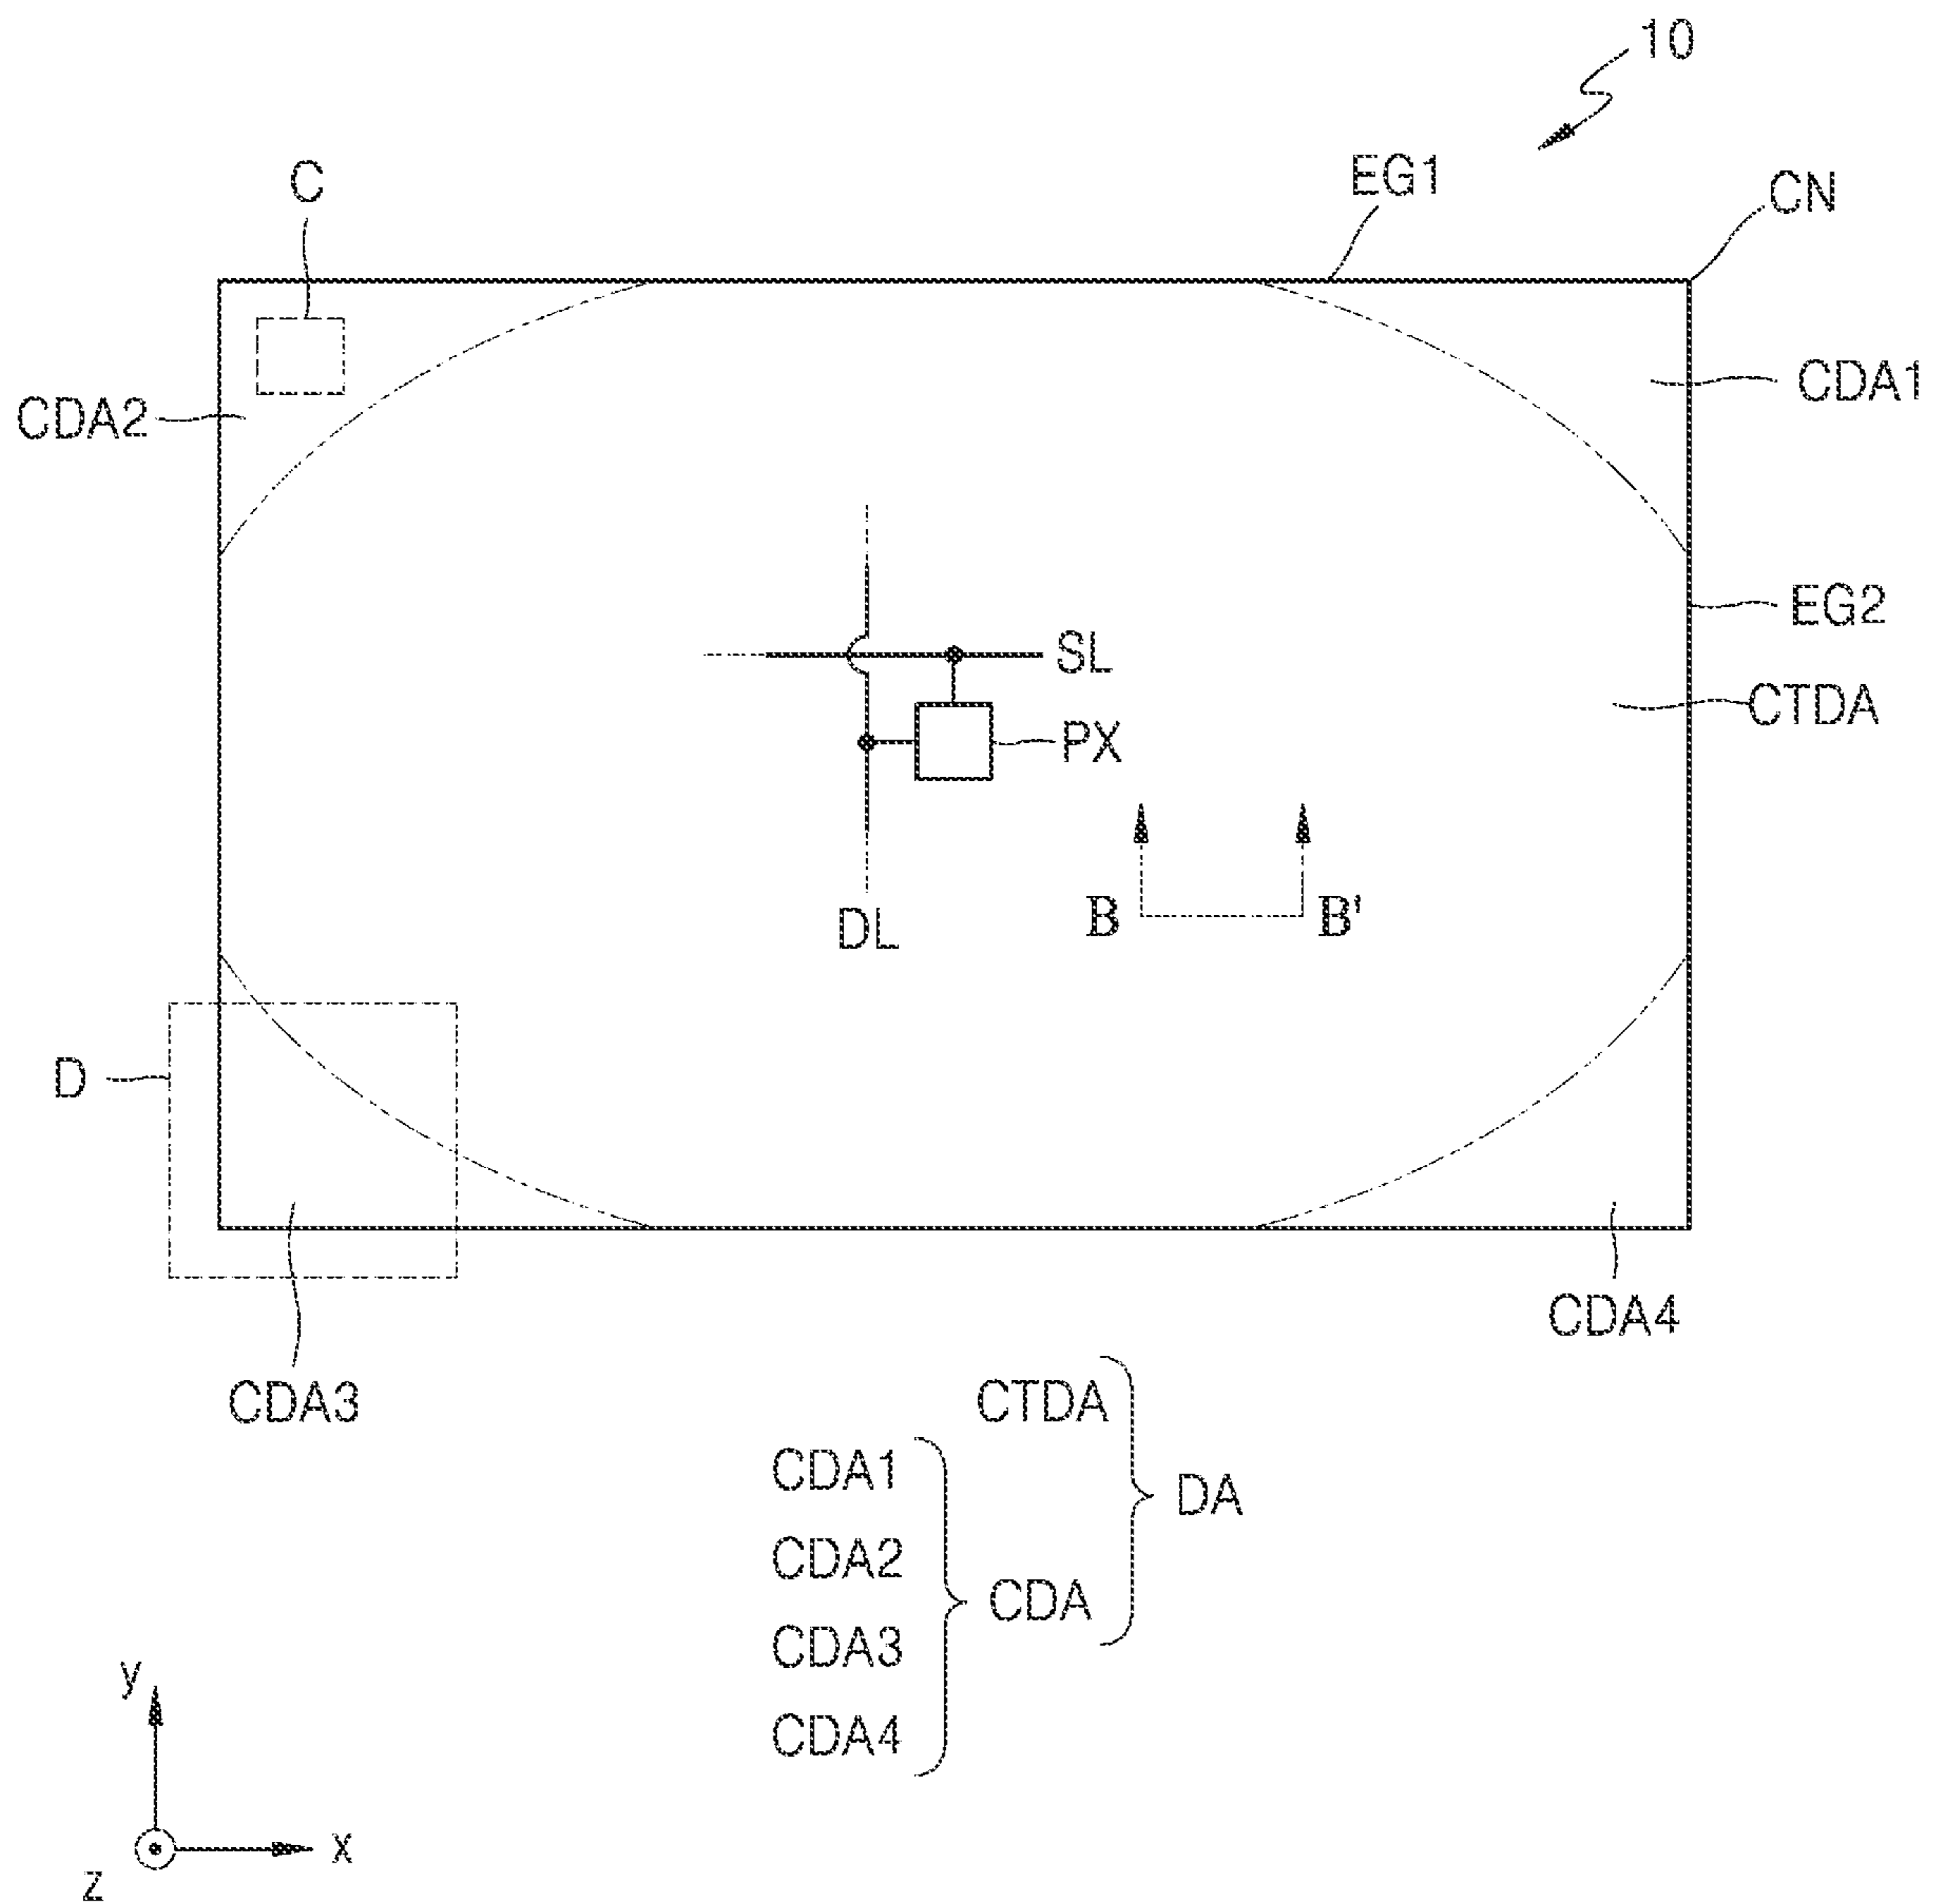 10
EG1
CN
C
CDA1
CDA2
EG2
SL
CTDA
PX
B B'
DL
D
CDA4
CDA3
CTDA
CDA1
DA
CDA2
CDA
CDA3
CDA4
y
x
z